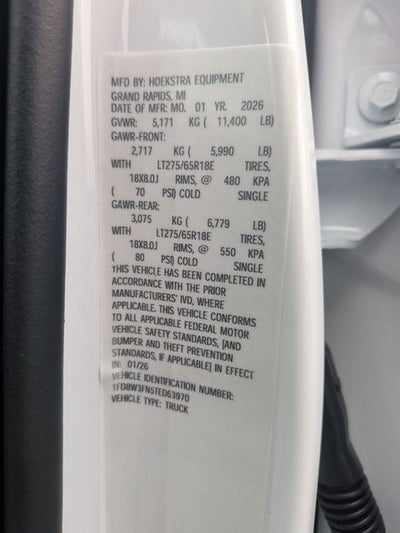 MFD BY: HOEKSTRA EQUIPMENT
GRAND RAPIDS, MI
DATE OF MFR: MO. 01 YR. 2026
GVWR: 5,171 KG ( 11,400 LB)
GAWR-FRONT:
2,717 KG ( 5,990 LB)
WITH LT275/65R18E TIRES,
18X8.0J RIMS, @ 480 KPA
( 70 PSI) COLD SINGLE
GAWR-REAR:
3,075 KG ( 6,779 LB)
WITH LT275/65R18E TIRES,
18X8.0J RIMS, @ 550 KPA
( 80 PSI) COLD SINGLE
THIS VEHICLE HAS BEEN COMPLETED IN
ACCORDANCE WITH THE PRIOR
MANUFACTURERS' IVD, WHERE
APPLICABLE. THIS VEHICLE CONFORMS
TO ALL APPLICABLE FEDERAL MOTOR
VEHICLE SAFETY STANDARDS, [AND
BUMPER AND THEFT PREVENTION
STANDARDS, IF APPLICABLE] IN EFFECT
IN: 01/26
VEHICLE IDENTIFICATION NUMBER:
1FD8W3FN5TED63970
VEHICLE TYPE: TRUCK